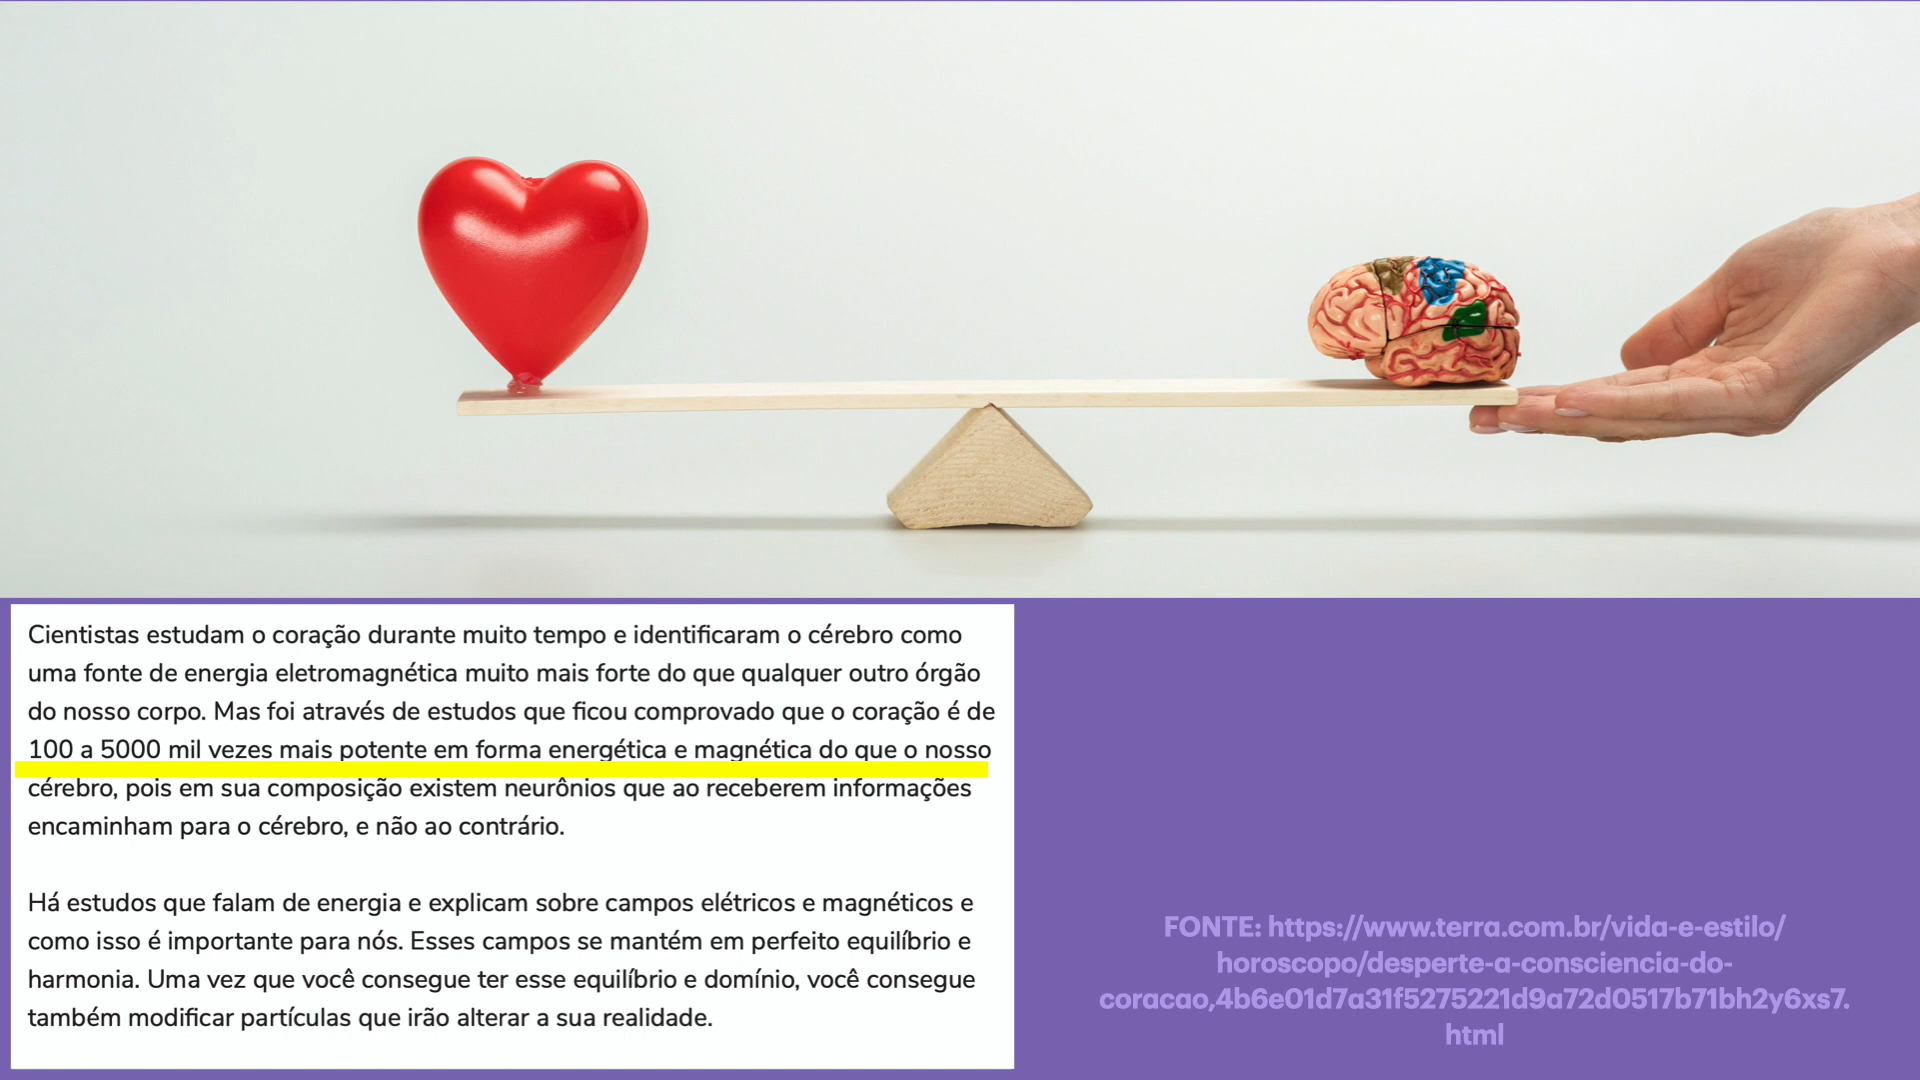 Cientistas estudam o coração durante muito tempo e identificaram o cérebro como
uma fonte de energia eletromagnética muito mais forte do que qualquer outro órgão
do nosso corpo. Mas foi através de estudos que ficou comprovado que o coração é de
100 a 5000 mil vezes mais potente em forma energética e magnética do que o nosso
cérebro, pois em sua composição existem neurônios que ao receberem informações
encaminham para o cérebro, e não ao contrário.
Há estudos que falam de energia e explicam sobre campos elétricos e magnéticos e
como isso é importante para nós. Esses campos se mantém em perfeito equilíbrio e
harmonia. Uma vez que você consegue ter esse equilíbrio e domínio, você consegue
também modificar partículas que irão alterar a sua realidade.
FONTE: https://www.terra.com.br/vida-e-estilo/
horoscopo/desperte-a-consciencia-do-
coracao,4b6e01d7a31f5275221d9a72d0517b71bh2y6xs7.
html